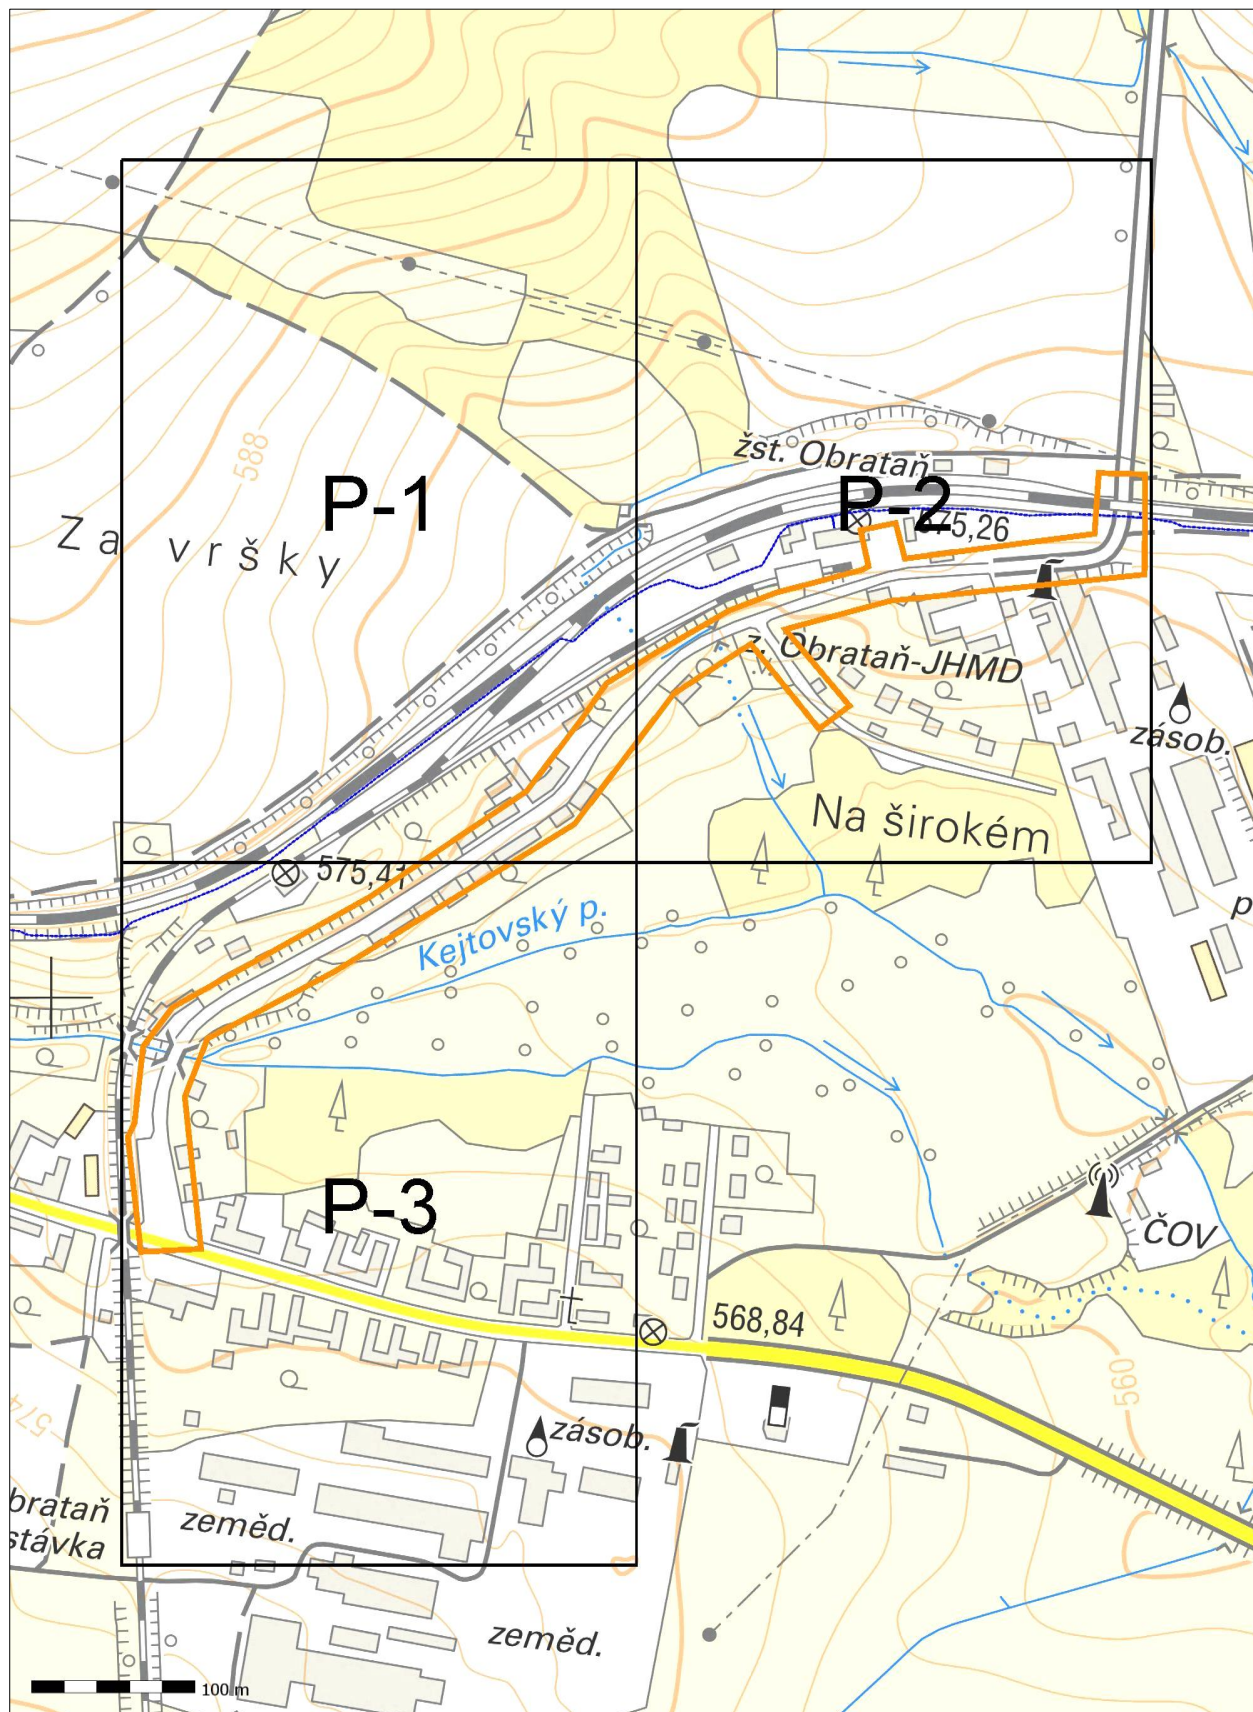 588
žst. Obrataň
P-1
P-2
575,26
Za vršky
z. Obrataň-JHMD
zásob.
Na širokém
575,41
Kejtovský p.
p
P-3
ČOV
568,84
560
574
zásob.
brataň
stávka
zeměd.
zeměd.
100 m